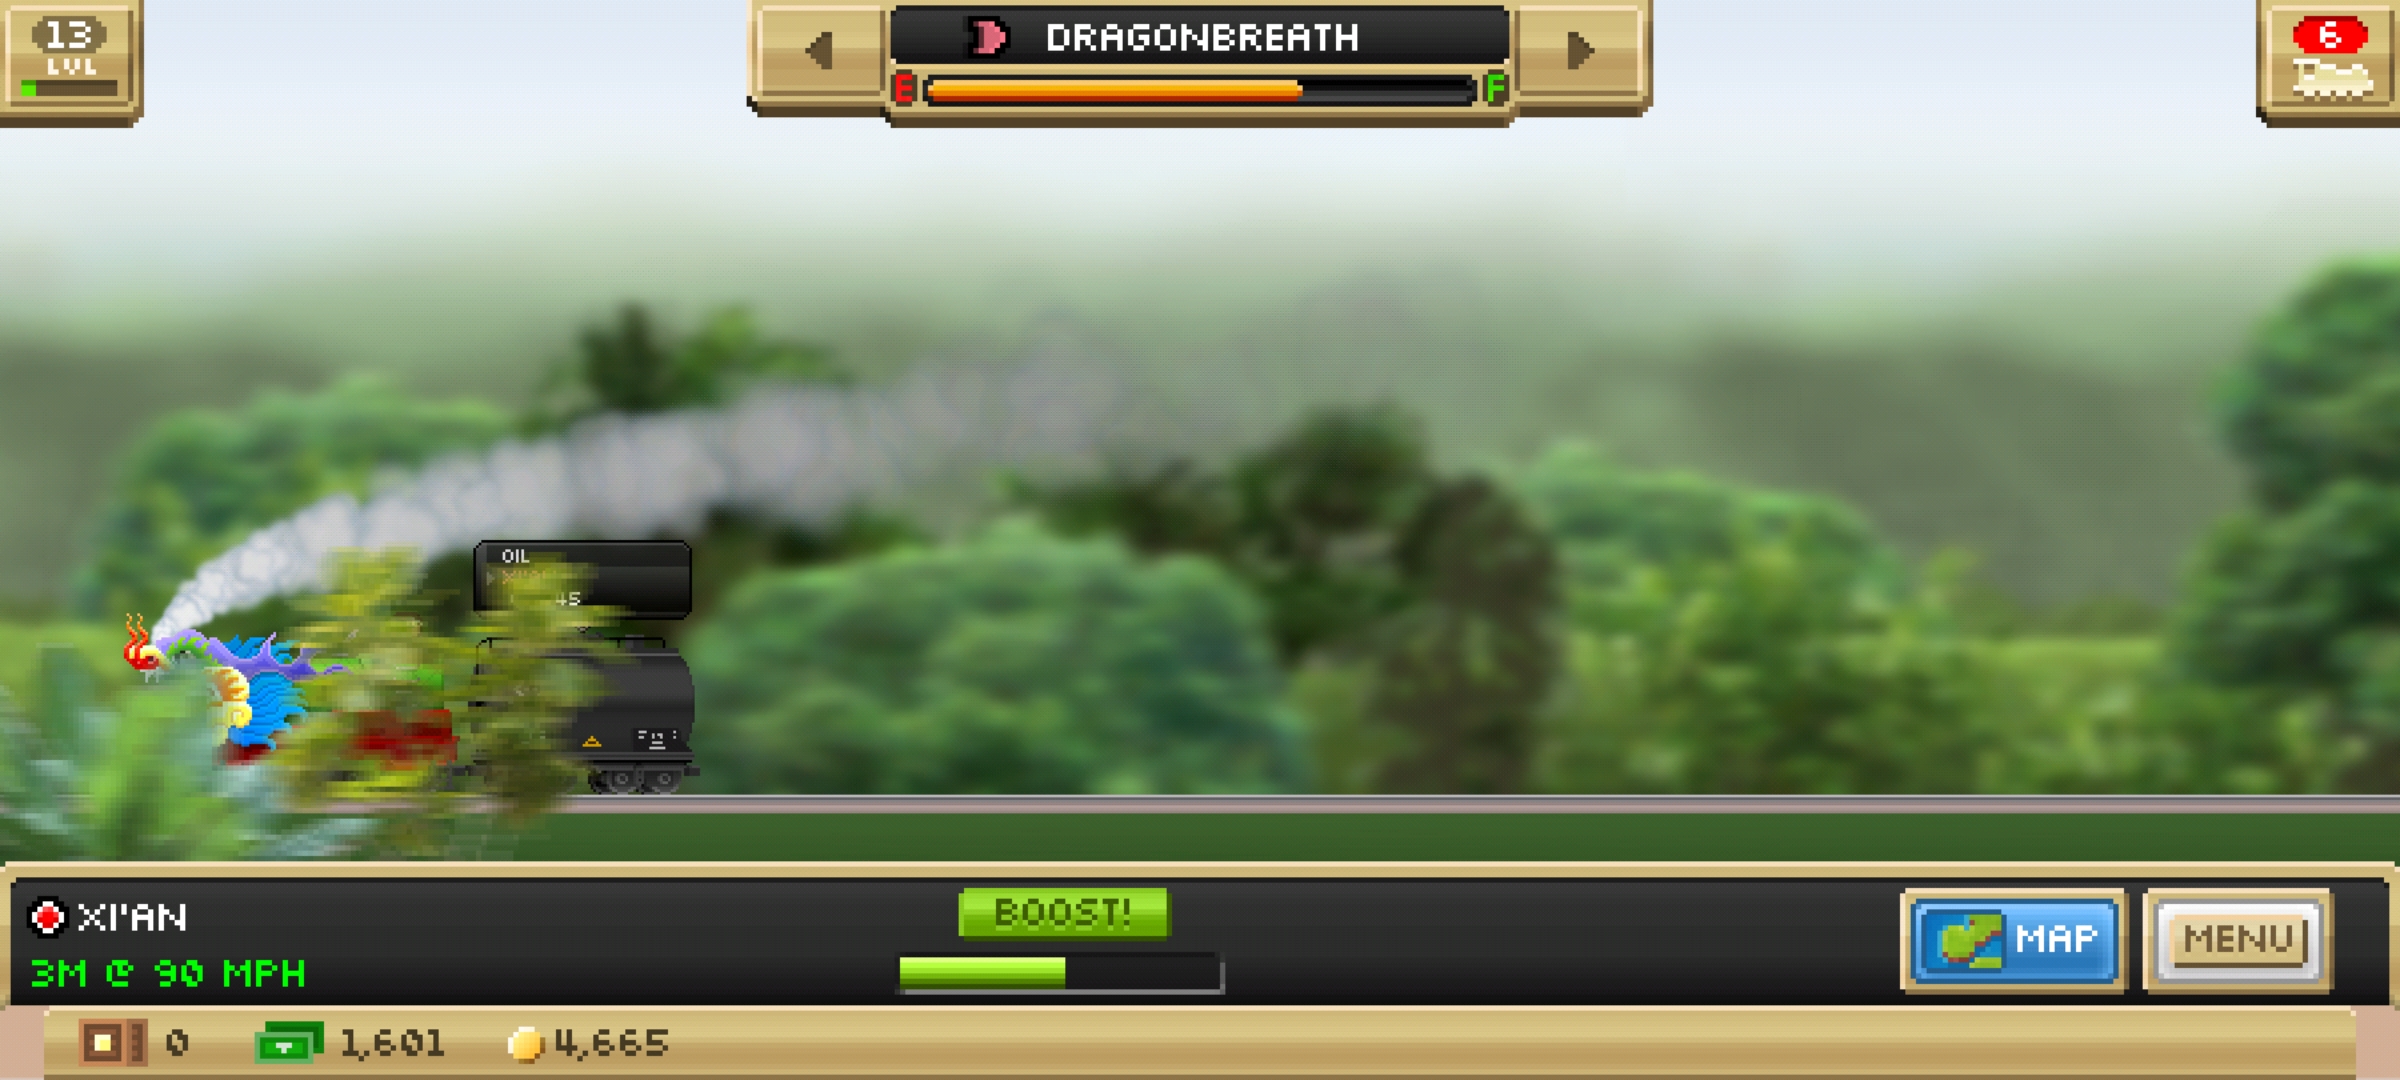 13
LVL
DRAGONBREATH
E
F
6
OIL
45
XI'AN
BOOST!
3M @ 90 MPH
MAP
MENU
0
1,601
4,665